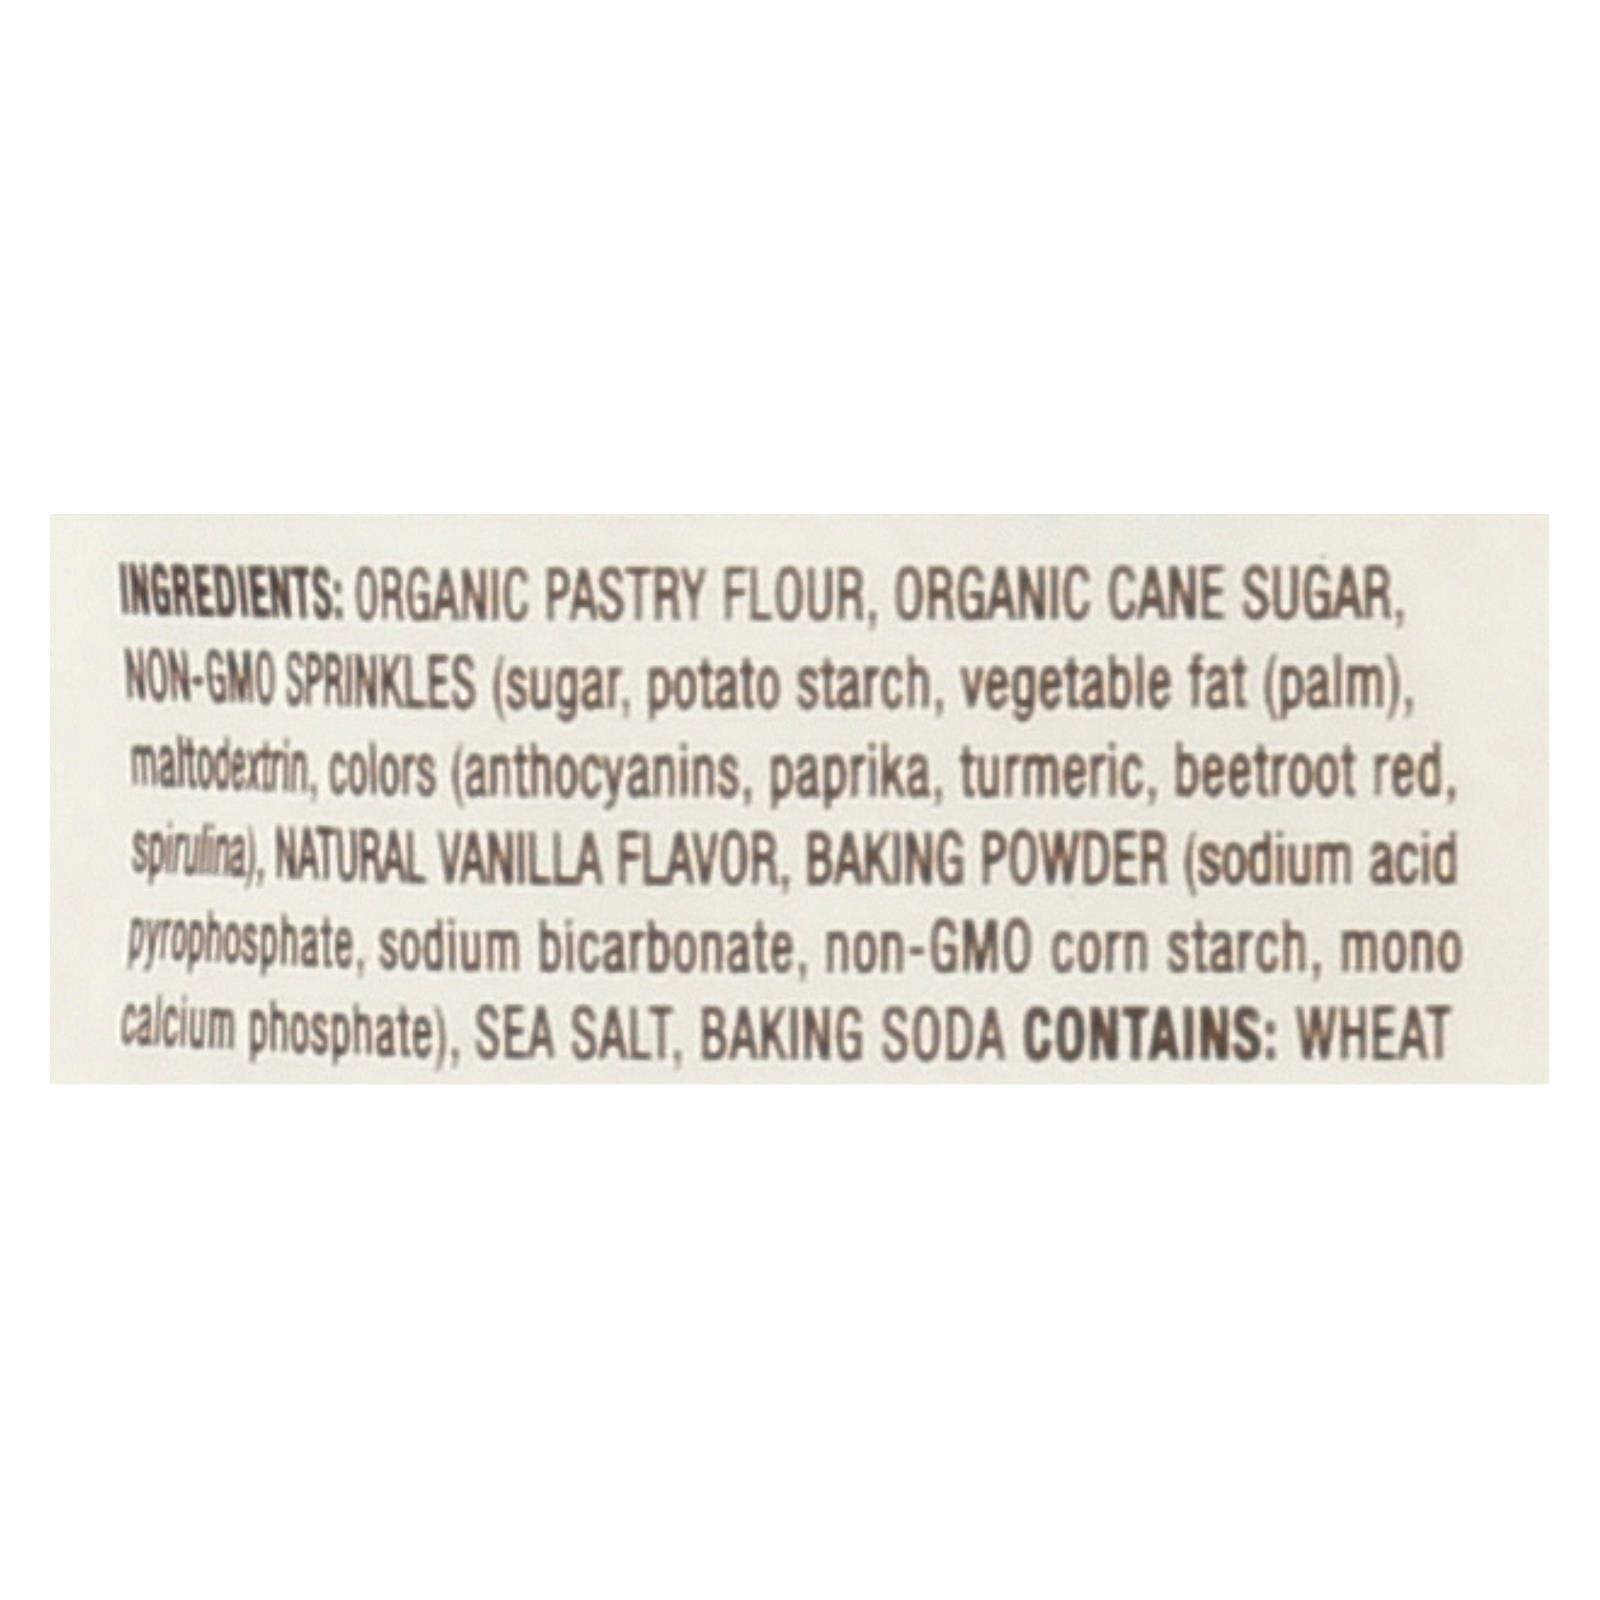 INGREDIENTS: ORGANIC PASTRY FLOUR, ORGANIC CANE SUGAR,
NON-GMO SPRINKLES (sugar, potato starch, vegetable fat (palm),
maltodextrin, colors (anthocyanins, paprika, turmeric, beetroot red,
spirulina), NATURAL VANILLA FLAVOR, BAKING POWDER (sodium acid
pyrophosphate, sodium bicarbonate, non-GMO corn starch, mono
calcium phosphate), SEA SALT, BAKING SODA CONTAINS: WHEAT